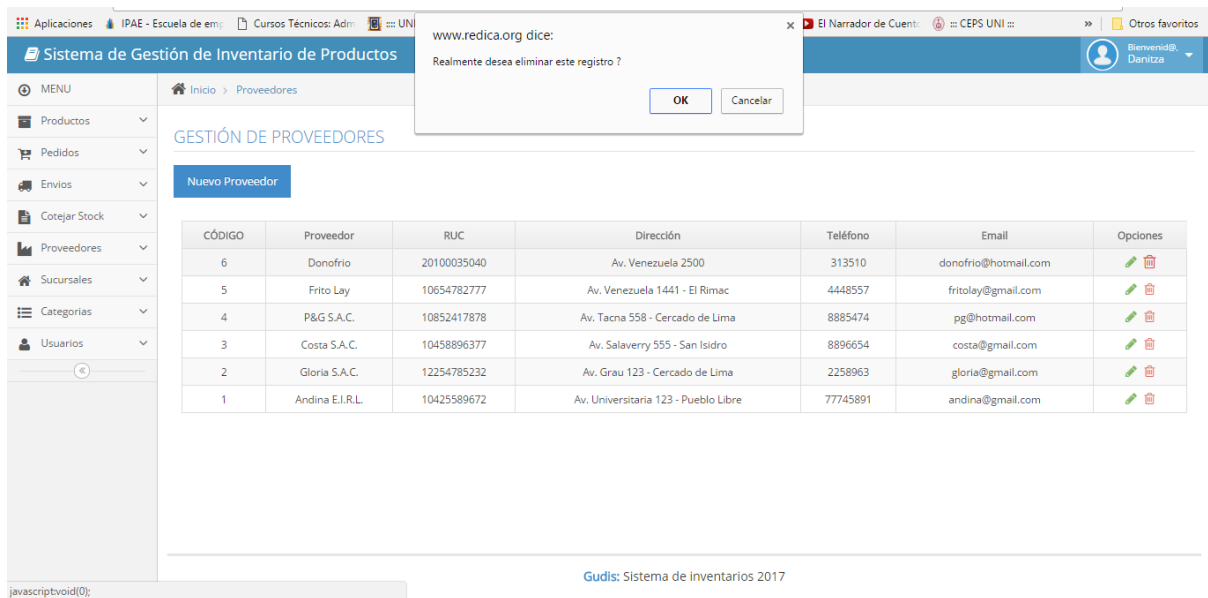 Aplicaciones IPAE - Escuela de emp Cursos Técnicos: Adm :::: UNI El Narrador de Cuento ::: CEPS UNI ::: » Otros favoritos
www.redica.org dice: x
Realmente desea eliminar este registro ?
OK Cancelar
Sistema de Gestión de Inventario de Productos
Bienvenid@,
Danitza
MENU
Inicio > Proveedores
Productos
Pedidos
Envios
Cotejar Stock
Proveedores
Sucursales
Categorias
Usuarios
GESTIÓN DE PROVEEDORES
Nuevo Proveedor
CÓDIGO Proveedor RUC Dirección Teléfono Email Opciones
6 Donofrio 20100035040 Av. Venezuela 2500 313510 donofrio@hotmail.com
5 Frito Lay 10654782777 Av. Venezuela 1441 - El Rimac 4448557 fritolay@gmail.com
4 P&G S.A.C. 10852417878 Av. Tacna 558 - Cercado de Lima 8885474 pg@hotmail.com
3 Costa S.A.C. 10458896377 Av. Salaverry 555 - San Isidro 8896654 costa@gmail.com
2 Gloria S.A.C. 12254785232 Av. Grau 123 - Cercado de Lima 2258963 gloria@gmail.com
1 Andina E.I.R.L. 10425589672 Av. Universitaria 123 - Pueblo Libre 77745891 andina@gmail.com
Gudis: Sistema de inventarios 2017
javascript:void(0);